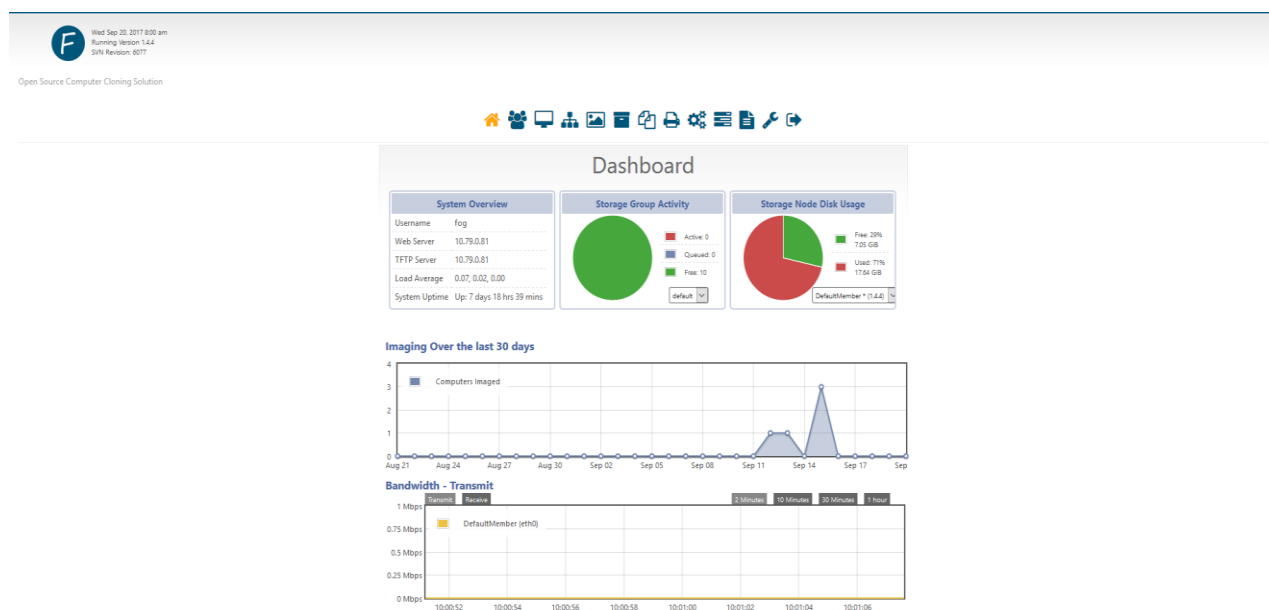 F
Wed Sep 20, 2017 8:00 am
Running Version 1.4.4
SVN Revision: 6077
Open Source Computer Cloning Solution
Dashboard
System Overview
Username fog
Web Server 10.79.0.81
TFTP Server 10.79.0.81
Load Average 0.07, 0.02, 0.00
System Uptime Up: 7 days 18 hrs 39 mins
Storage Group Activity
Active: 0
Queued: 0
Free: 10
default
Storage Node Disk Usage
Free: 29%
7.05 GiB
Used: 71%
17.64 GiB
DefaultMember * (1.4.4)
Imaging Over the last 30 days
4
Computers Imaged
3
2
1
0
Aug 21 Aug 24 Aug 27 Aug 30 Sep 02 Sep 05 Sep 08 Sep 11 Sep 14 Sep 17 Sep
Bandwidth - Transmit
Transmit Receive 2 Minutes 10 Minutes 30 Minutes 1 hour
1 Mbps
DefaultMember (eth0)
0.75 Mbps
0.5 Mbps
0.25 Mbps
0 Mbps
10:00:52 10:00:54 10:00:56 10:00:58 10:01:00 10:01:02 10:01:04 10:01:06